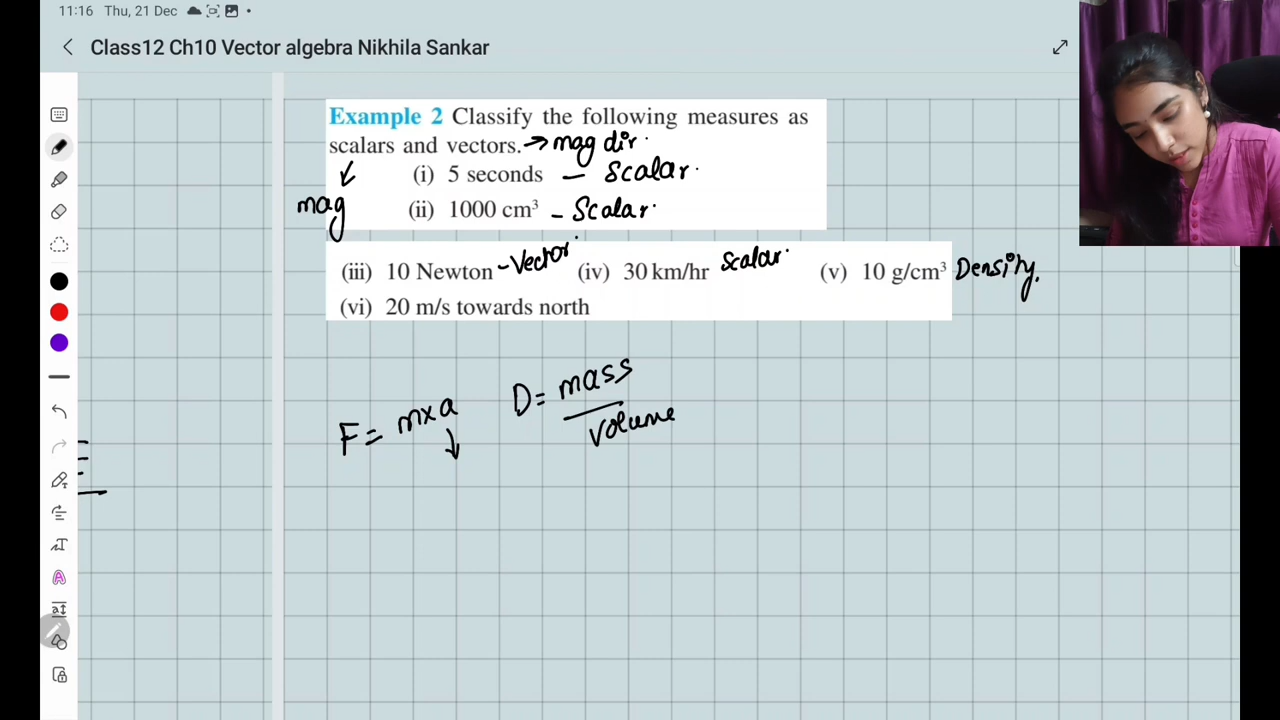 11:16 Thu, 21 Dec
Class12 Ch10 Vector algebra Nikhila Sankar
Example 2 Classify the following measures as
scalars and vectors. → mag dir.
mag
(i) 5 seconds – Scalar.
(ii) 1000 cm³ – Scalar.
(iii) 10 Newton – Vector (iv) 30 km/hr Scalar. (v) 10 g/cm³ Density.
(vi) 20 m/s towards north
F = m×a
D = mass
volume